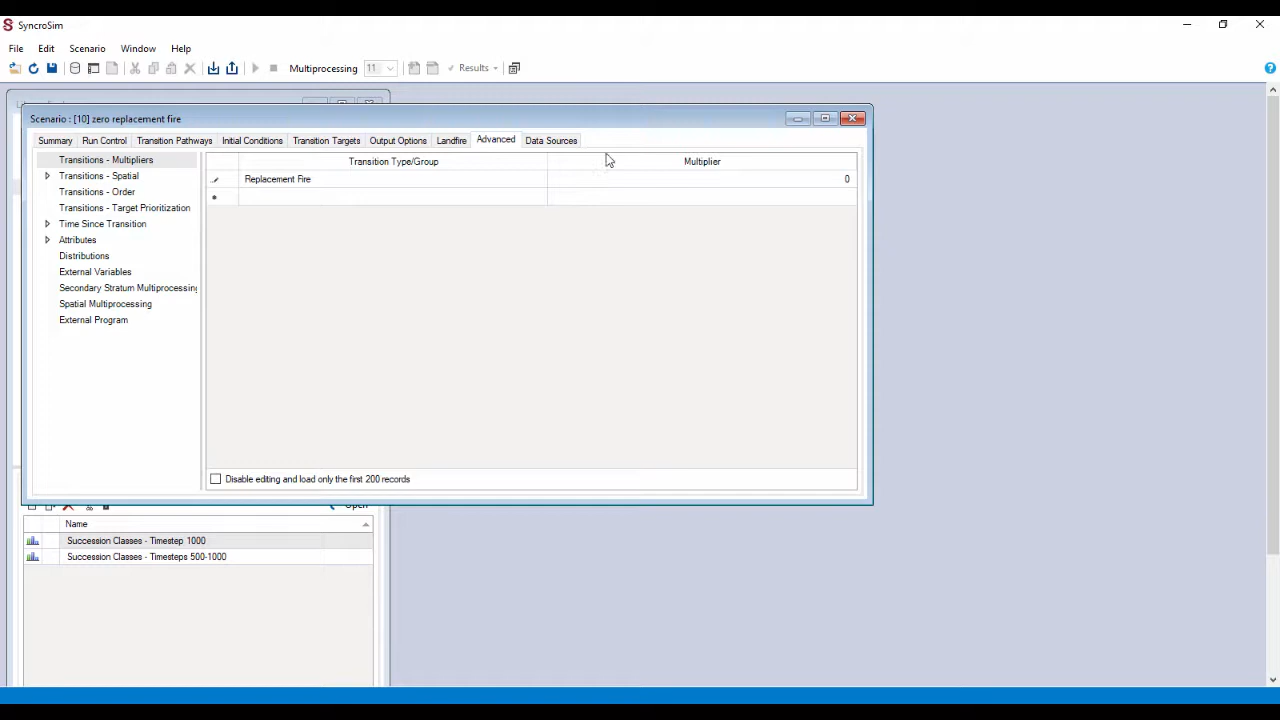 SyncroSim
File Edit Scenario Window Help
Multiprocessing 11 Results
Scenario : [10] zero replacement fire
Summary Run Control Transition Pathways Initial Conditions Transition Targets Output Options Landfire Advanced Data Sources
Transitions - Multipliers
Transitions - Spatial
Transitions - Order
Transitions - Target Prioritization
Time Since Transition
Attributes
Distributions
External Variables
Secondary Stratum Multiprocessing
Spatial Multiprocessing
External Program
Transition Type/Group Multiplier
Replacement Fire 0
Disable editing and load only the first 200 records
Open
Name
Succession Classes - Timestep 1000
Succession Classes - Timesteps 500-1000